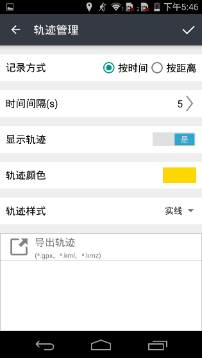 下午5:46
轨迹管理
记录方式 按时间 按距离
时间间隔(s) 5
显示轨迹 是
轨迹颜色
轨迹样式 实线
导出轨迹
(*.gpx、*.kml、*.kmz)